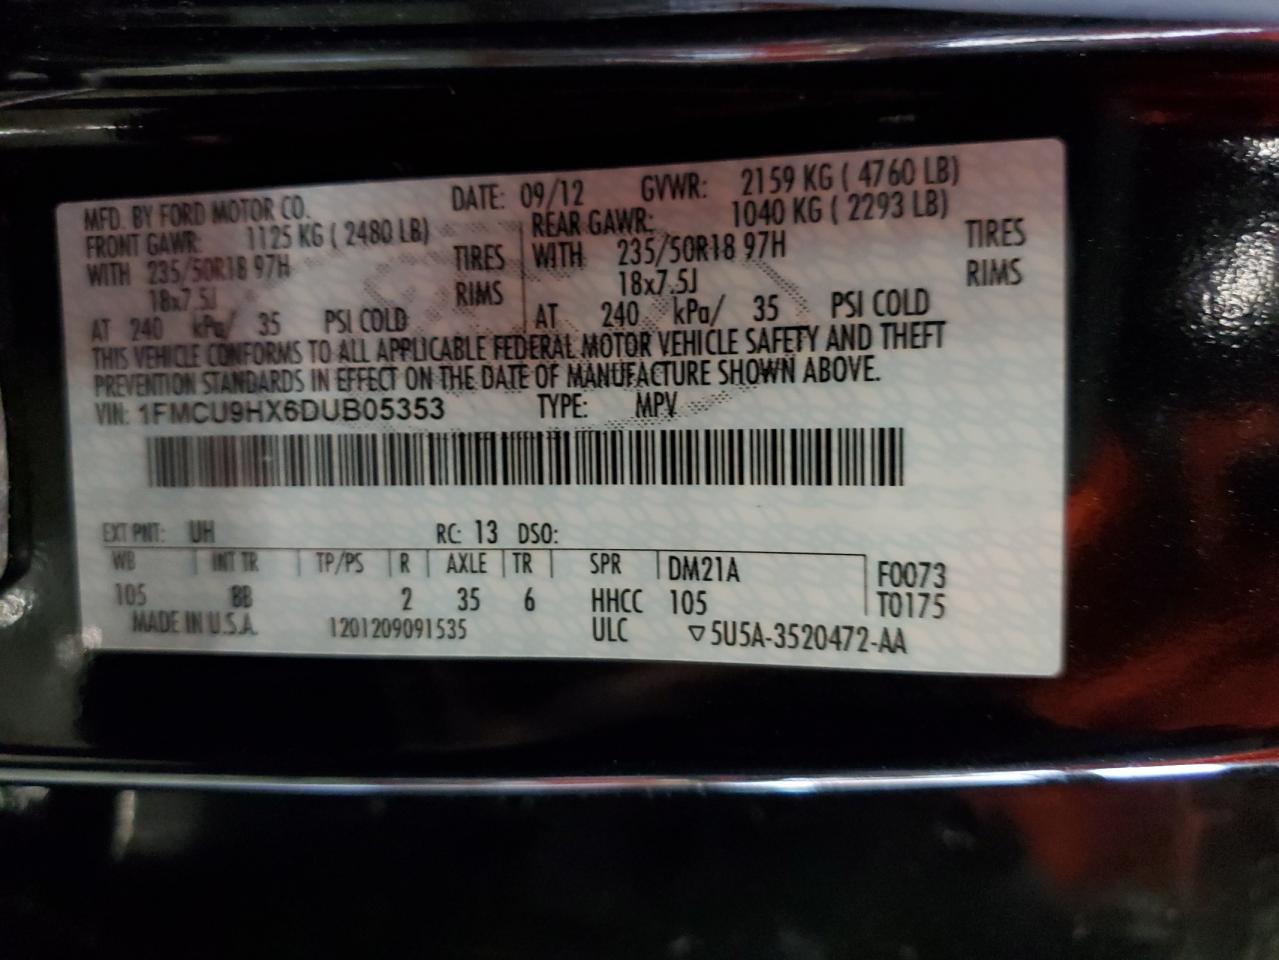 MFD. BY FORD MOTOR CO. DATE: 09/12 GVWR: 2159 KG ( 4760 LB)
FRONT GAWR: 1125 KG ( 2480 LB) REAR GAWR: 1040 KG ( 2293 LB)
WITH 235/50R18 97H TIRES WITH 235/50R18 97H TIRES
18x7.5J RIMS 18x7.5J RIMS
AT 240 kPa/ 35 PSI COLD AT 240 kPa/ 35 PSI COLD
THIS VEHICLE CONFORMS TO ALL APPLICABLE FEDERAL MOTOR VEHICLE SAFETY AND THEFT
PREVENTION STANDARDS IN EFFECT ON THE DATE OF MANUFACTURE SHOWN ABOVE.
VIN: 1FMCU9HX6DUB05353 TYPE: MPV
EXT PNT: UH RC: 13 DSO:
WB INT TR TP/PS R AXLE TR SPR DM21A F0073
105 BB 2 35 6 HHCC 105 T0175
MADE IN U.S.A. 1201209091535 ULC ▽5U5A-3520472-AA